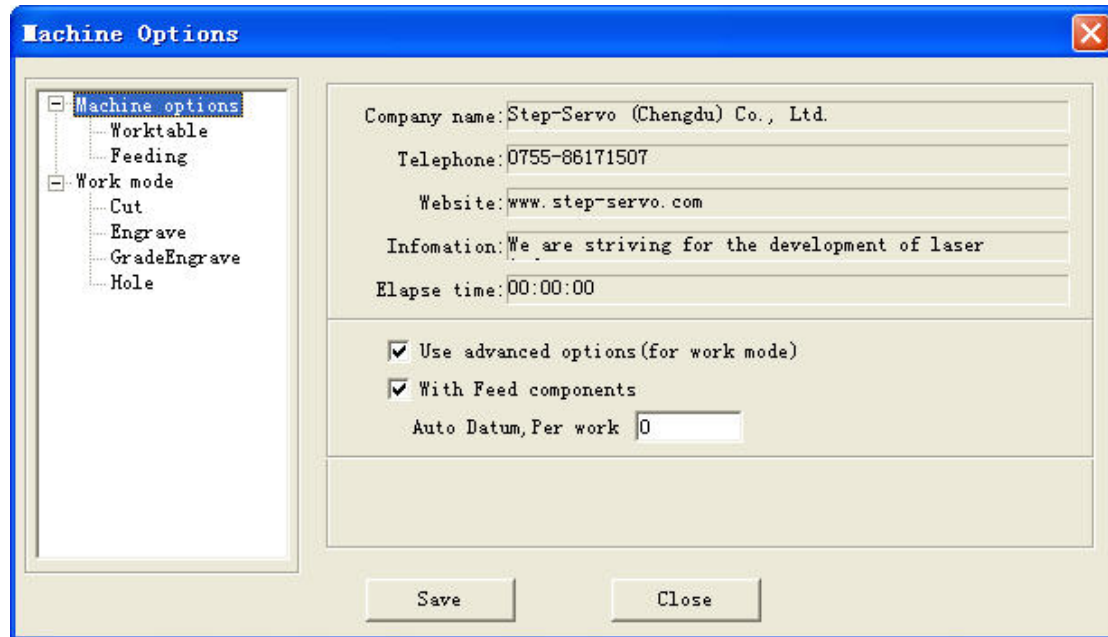 Machine Options
Machine options
Worktable
Feeding
Work mode
Cut
Engrave
GradeEngrave
Hole
Company name: Step-Servo (Chengdu) Co., Ltd.
Telephone: 0755-86171507
Website: www.step-servo.com
Infomation: We are striving for the development of laser
Elapse time: 00:00:00
Use advanced options(for work mode)
With Feed components
Auto Datum,Per work 0
Save Close